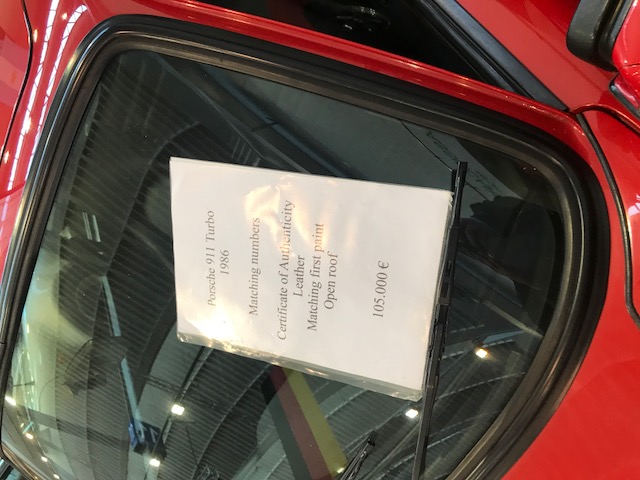 Porsche 911 Turbo
1986
Matching numbers
Certificate of Authenticity
Leather
Matching first paint
Open roof
105.000 €